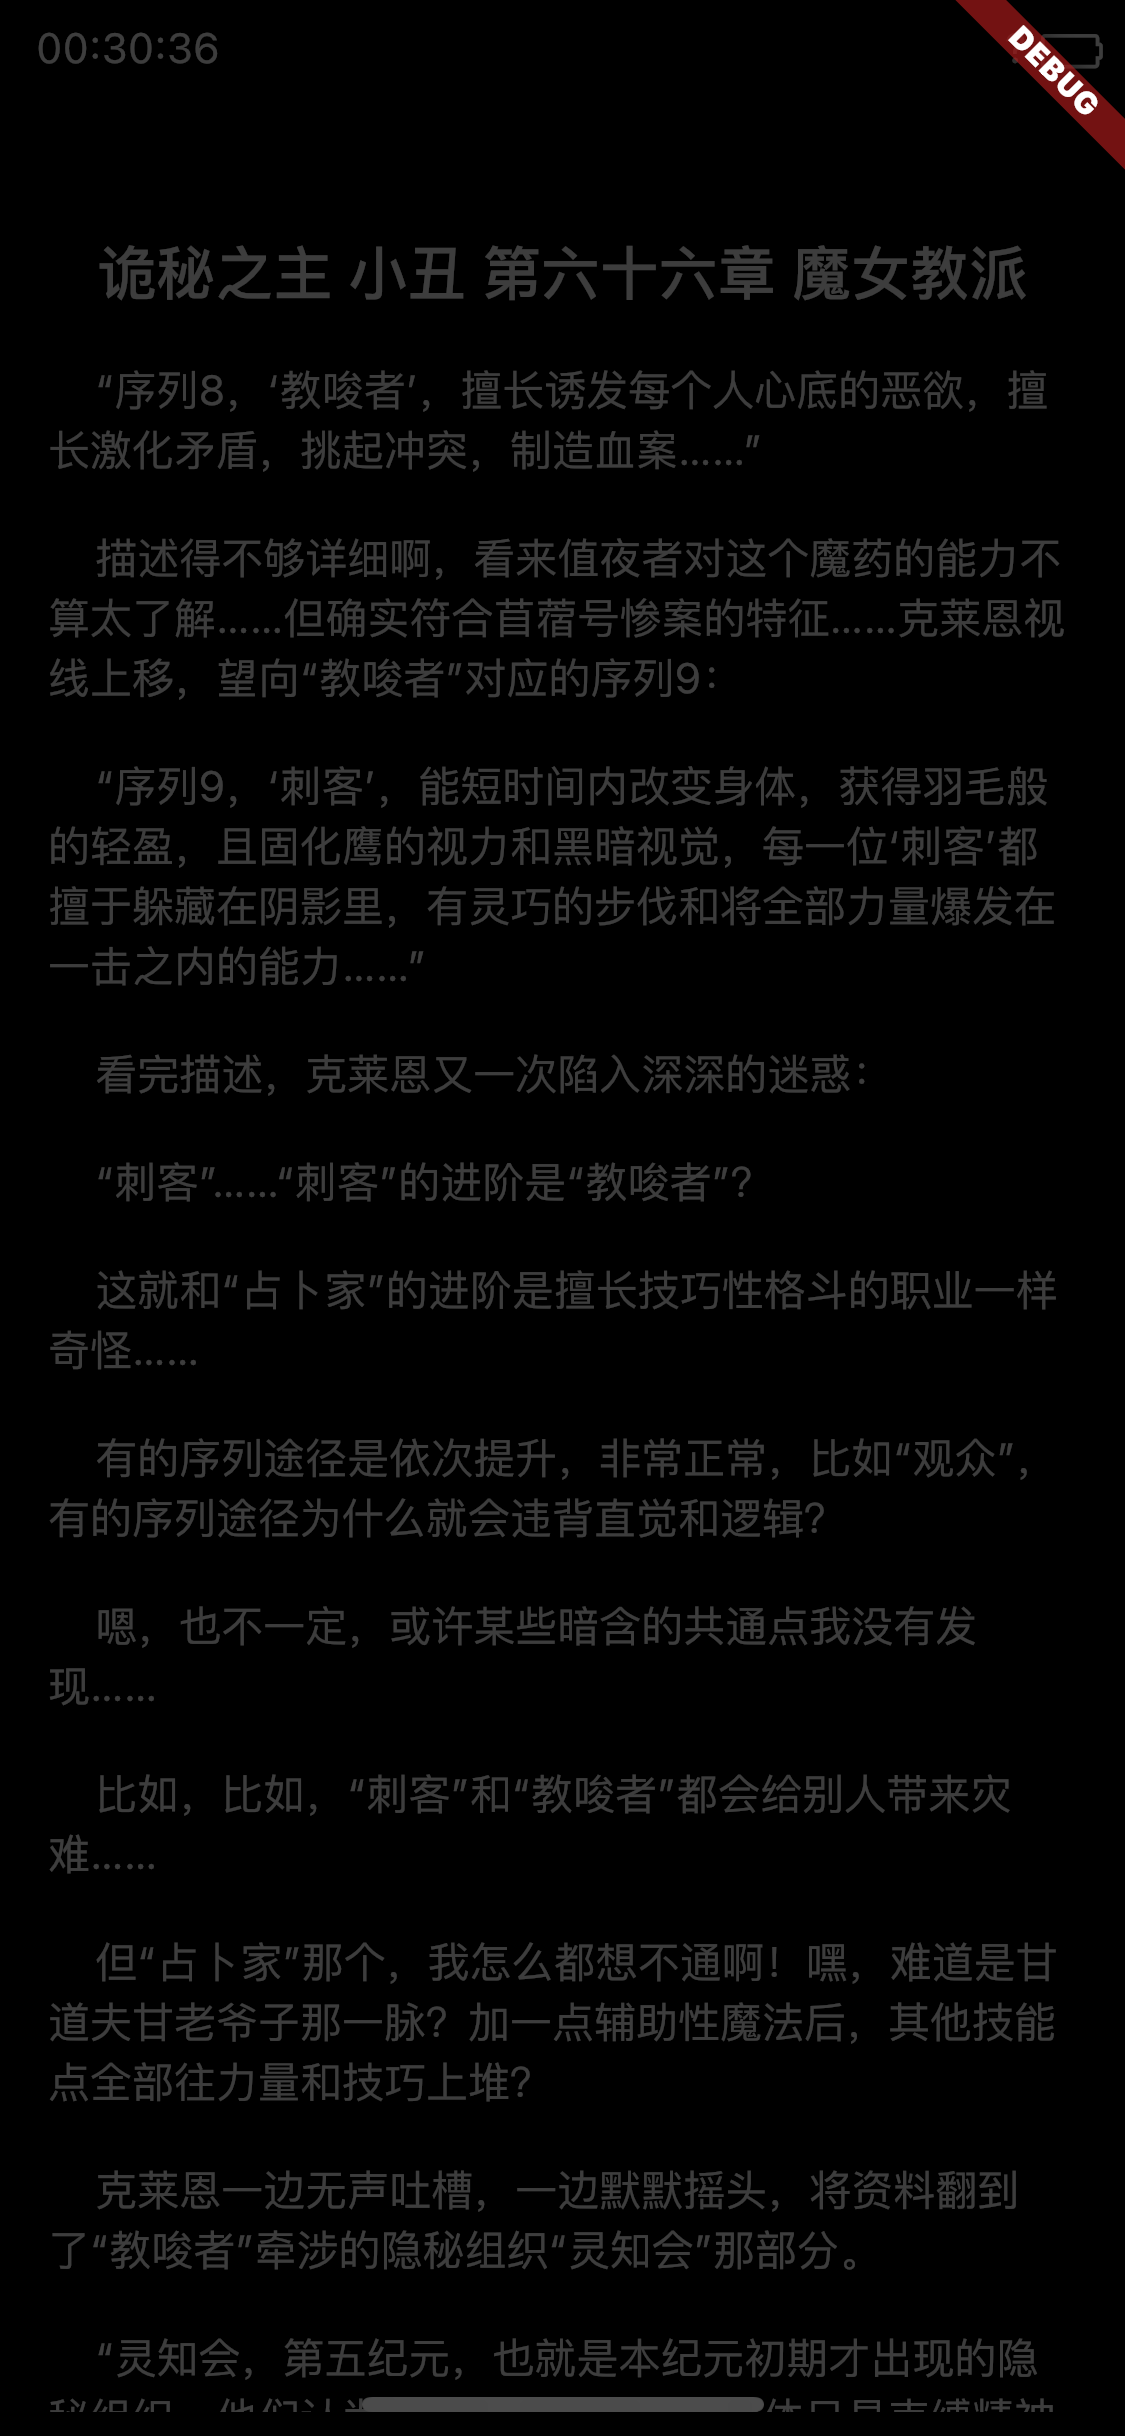 00:30:36
DEBUG
诡秘之主 小丑 第六十六章 魔女教派
“序列8，‘教唆者’，擅长诱发每个人心底的恶欲，擅
长激化矛盾，挑起冲突，制造血案……”
描述得不够详细啊，看来值夜者对这个魔药的能力不
算太了解……但确实符合苜蓿号惨案的特征……克莱恩视
线上移，望向“教唆者”对应的序列9：
“序列9，‘刺客’，能短时间内改变身体，获得羽毛般
的轻盈，且固化鹰的视力和黑暗视觉，每一位‘刺客’都
擅于躲藏在阴影里，有灵巧的步伐和将全部力量爆发在
一击之内的能力……”
看完描述，克莱恩又一次陷入深深的迷惑：
“刺客”……“刺客”的进阶是“教唆者”？
这就和“占卜家”的进阶是擅长技巧性格斗的职业一样
奇怪……
有的序列途径是依次提升，非常正常，比如“观众”，
有的序列途径为什么就会违背直觉和逻辑？
嗯，也不一定，或许某些暗含的共通点我没有发
现……
比如，比如，“刺客”和“教唆者”都会给别人带来灾
难……
但“占卜家”那个，我怎么都想不通啊！嘿，难道是甘
道夫甘老爷子那一脉？加一点辅助性魔法后，其他技能
点全部往力量和技巧上堆？
克莱恩一边无声吐槽，一边默默摇头，将资料翻到
了“教唆者”牵涉的隐秘组织“灵知会”那部分。
“灵知会，第五纪元，也就是本纪元初期才出现的隐
秘组织，他们认为
体只是束缚精神